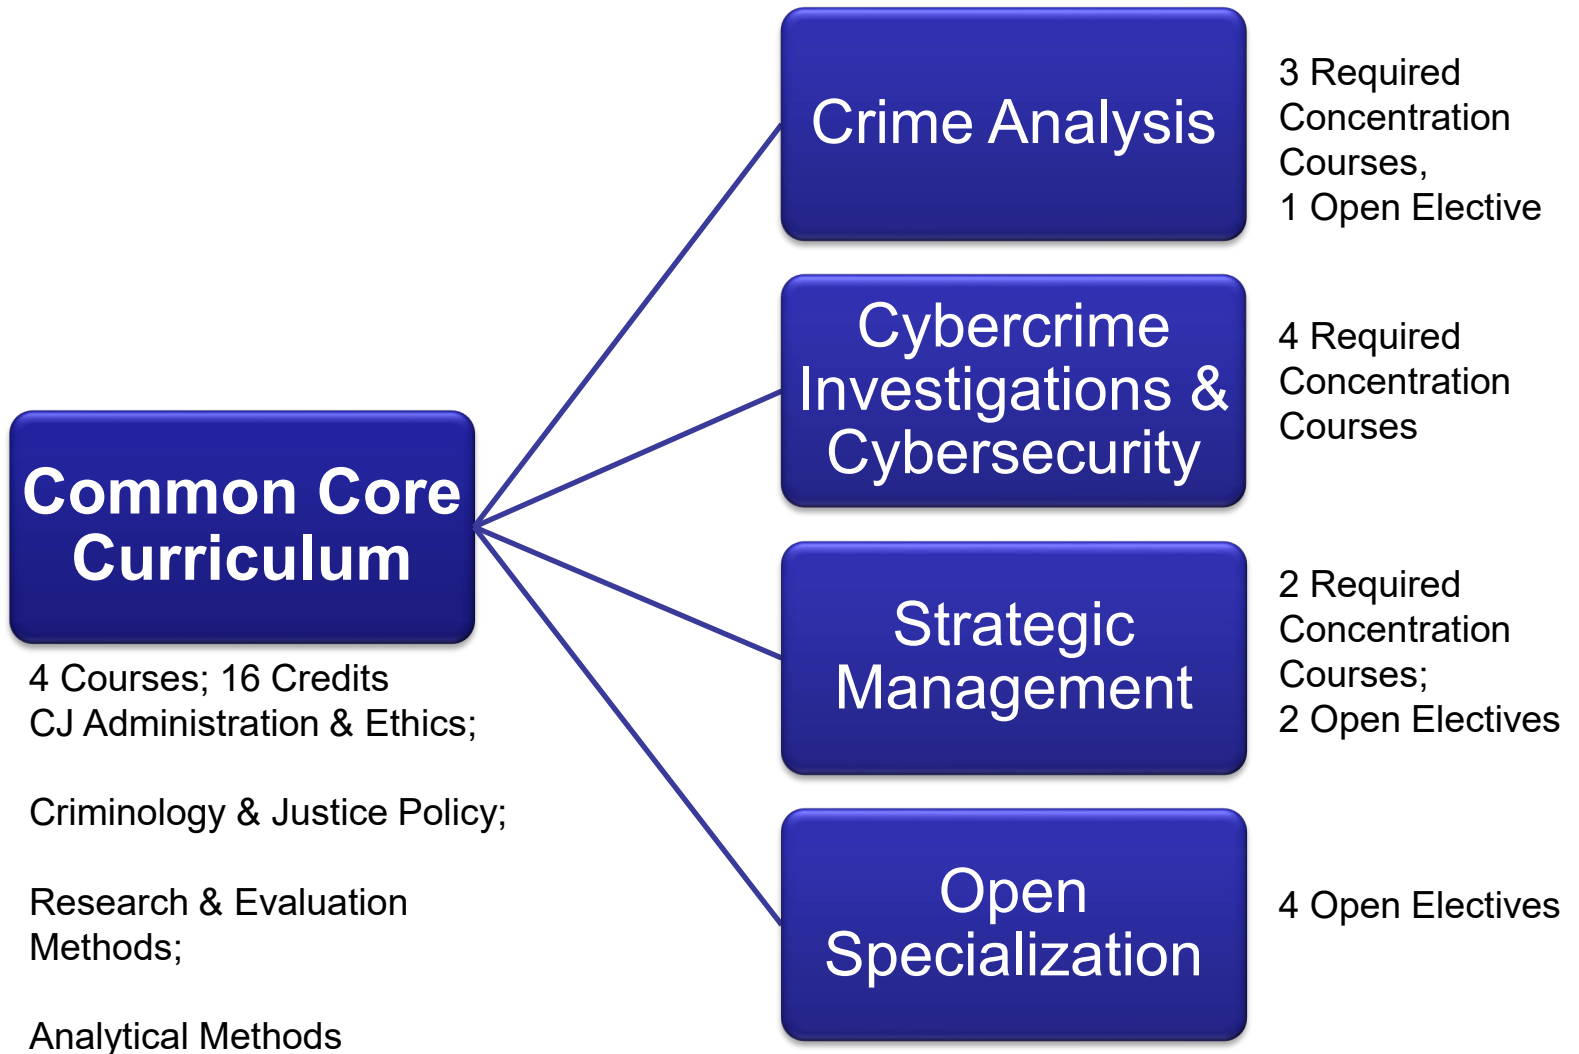 Common Core
Curriculum
4 Courses; 16 Credits
CJ Administration & Ethics;
Criminology & Justice Policy;
Research & Evaluation
Methods;
Analytical Methods
Crime Analysis
3 Required
Concentration
Courses,
1 Open Elective
Cybercrime
Investigations &
Cybersecurity
4 Required
Concentration
Courses
Strategic
Management
2 Required
Concentration
Courses;
2 Open Electives
Open
Specialization
4 Open Electives